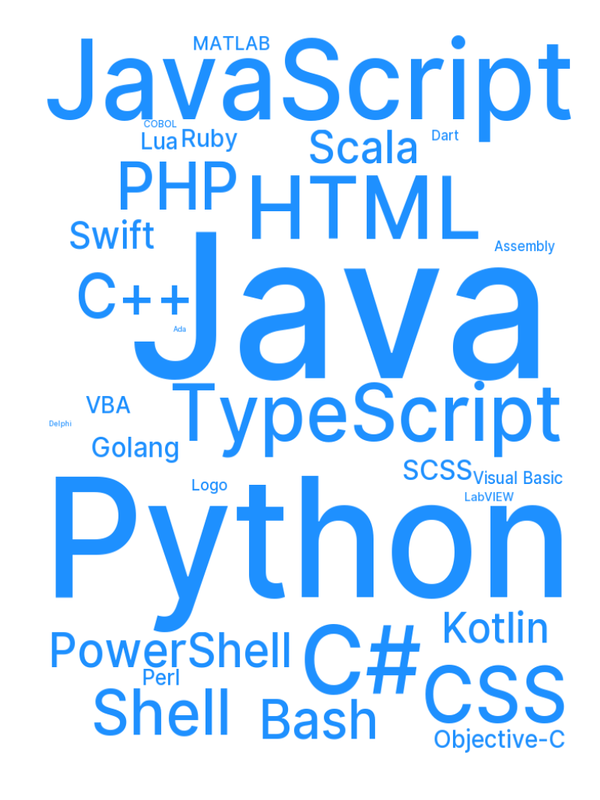 MATLAB
JavaScript
COBOL
Lua
Ruby
Scala
Dart
PHP
HTML
Swift
Assembly
C++
Java
Ada
TypeScript
VBA
Delphi
Golang
SCSS
Visual Basic
Logo
LabVIEW
Python
Kotlin
PowerShell
C#
Perl
CSS
Shell
Bash
Objective-C